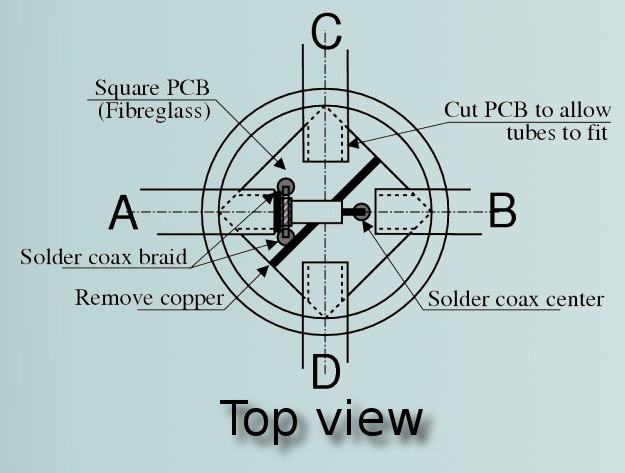 C
Square PCB
(Fibreglass)
Cut PCB to allow
tubes to fit
A
B
Solder coax braid
Remove copper
Solder coax center
D
Top view